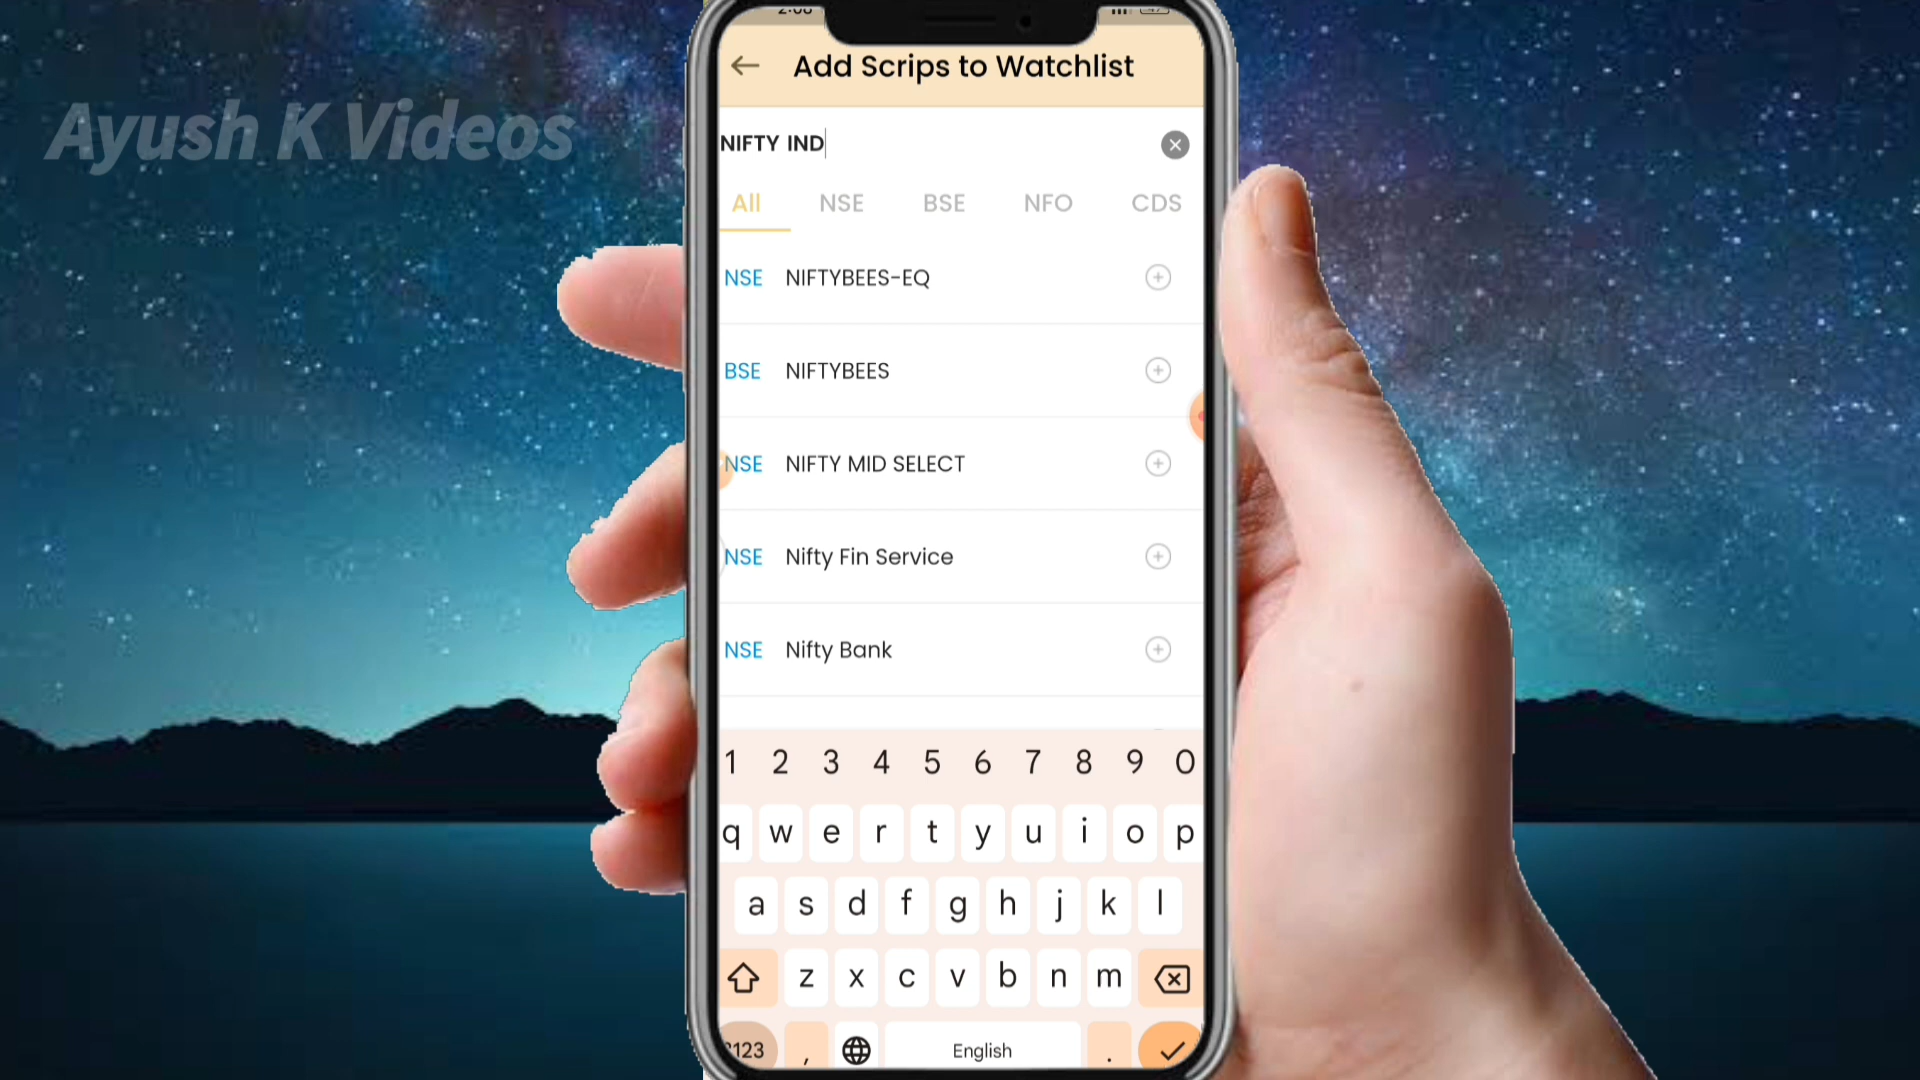 Add Scrips to Watchlist
Ayush K Videos
NIFTY IND
All NSE BSE NFO CDS
NSE NIFTYBEES-EQ
BSE NIFTYBEES
NSE NIFTY MID SELECT
NSE Nifty Fin Service
NSE Nifty Bank
1 2 3 4 5 6 7 8 9 0
q w e r t y u i o p
a s d f g h j k l
z x c v b n m
123 , English .